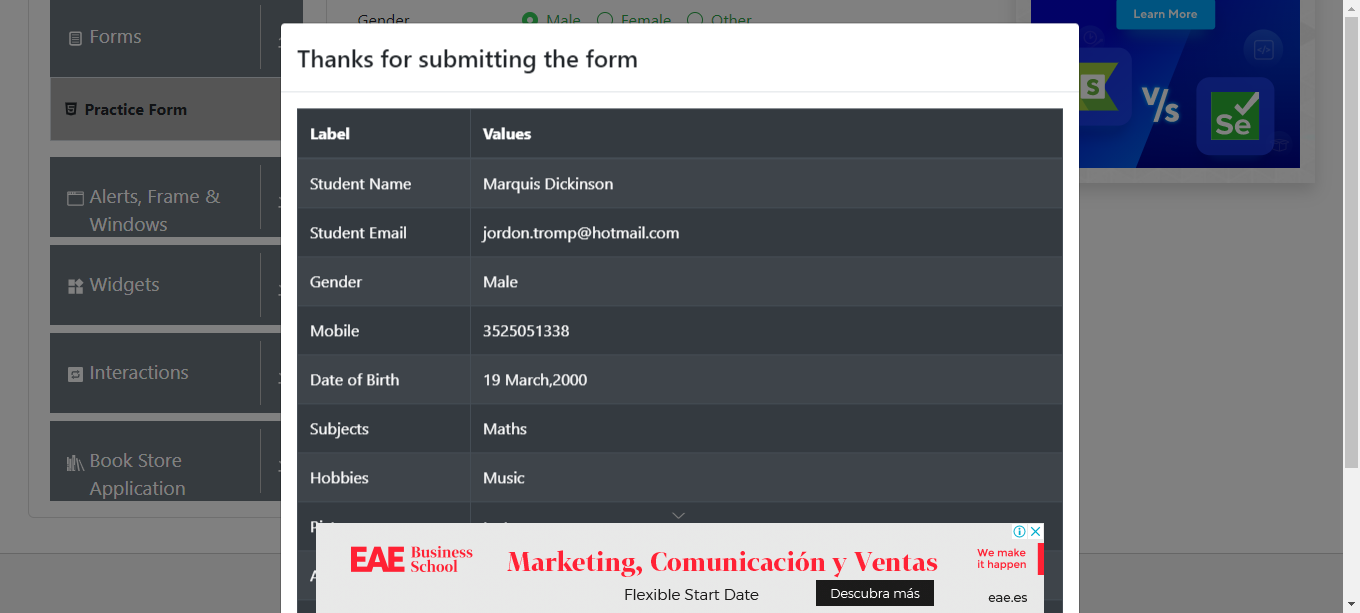 Gender Male Female Other
Learn More
Forms
Thanks for submitting the form
Practice Form
S V/s Se
Label Values
Student Name Marquis Dickinson
Alerts, Frame &
Windows
Student Email jordon.tromp@hotmail.com
Widgets
Gender Male
Mobile 3525051338
Interactions
Date of Birth 19 March,2000
Subjects Maths
Book Store
Application
Hobbies Music
EAE Business
School
Marketing, Comunicación y Ventas
We make
it happen
Flexible Start Date Descubra más eae.es